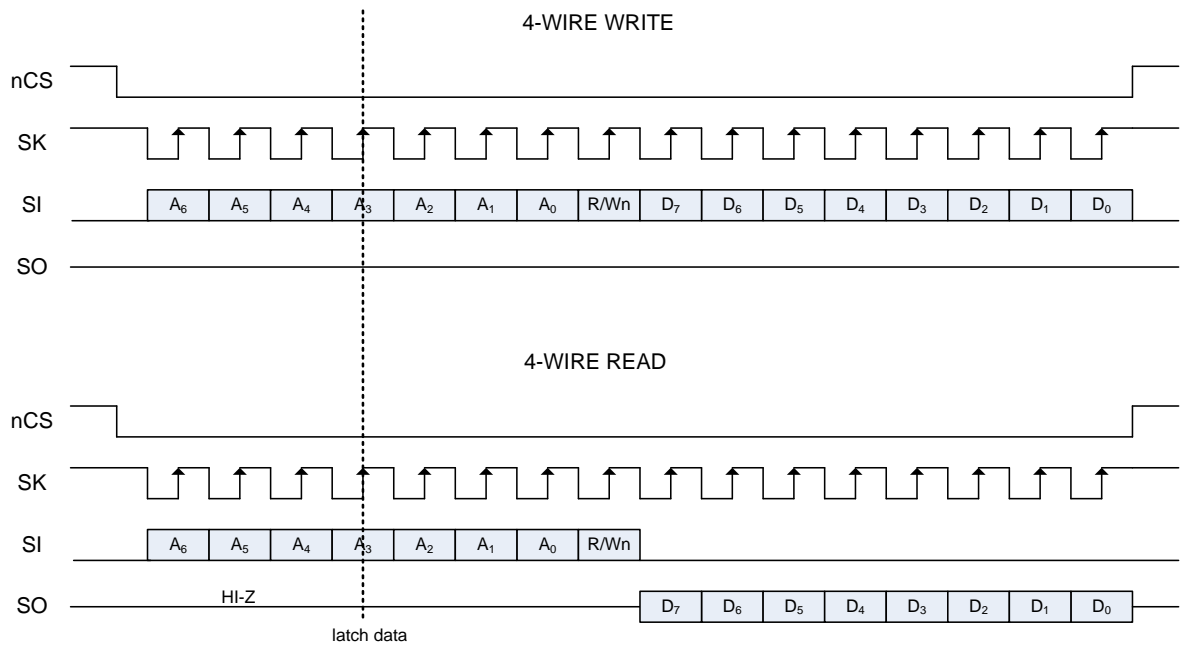 4-WIRE WRITE
nCS
SK
SI A₆ A₅ A₄ A₃ A₂ A₁ A₀ R/Wn D₇ D₆ D₅ D₄ D₃ D₂ D₁ D₀
SO
4-WIRE READ
nCS
SK
SI A₆ A₅ A₄ A₃ A₂ A₁ A₀ R/Wn
SO HI-Z D₇ D₆ D₅ D₄ D₃ D₂ D₁ D₀
latch data